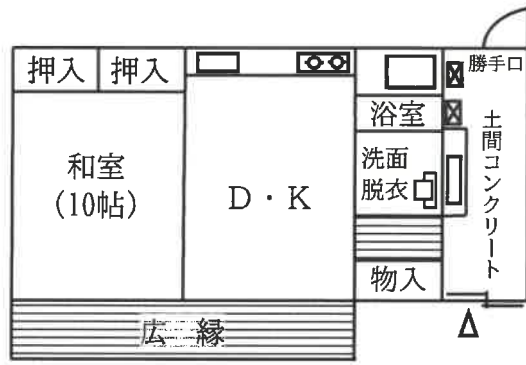 勝手口
押入
押入
浴室
和室
(10帖)
D・K
洗面
脱衣
土間コンクリート
物入
広縁